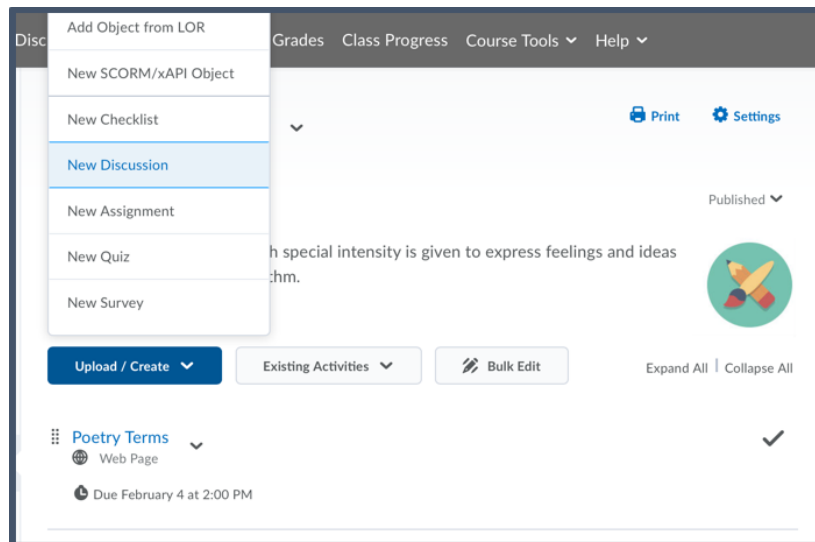 Add Object from LOR
Disc
Grades Class Progress Course Tools Help
New SCORM/xAPI Object
New Checklist
Print Settings
New Discussion
Published
New Assignment
New Quiz
h special intensity is given to express feelings and ideas
thm.
New Survey
Upload / Create Existing Activities Bulk Edit Expand All | Collapse All
Poetry Terms
Web Page
Due February 4 at 2:00 PM